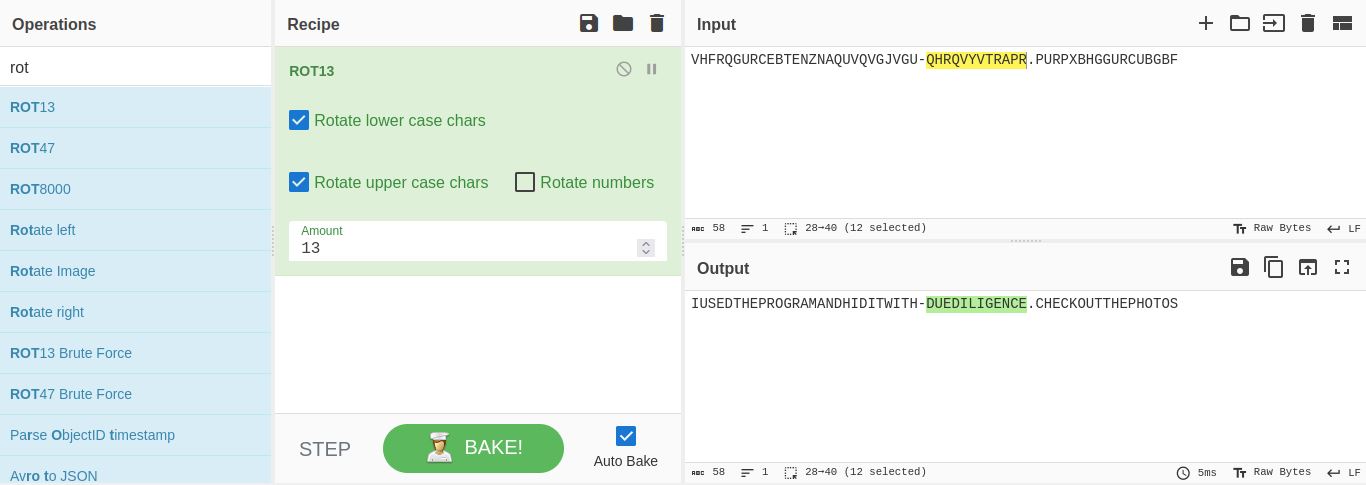 Operations
rot
ROT13
ROT47
ROT8000
Rotate left
Rotate Image
Rotate right
ROT13 Brute Force
ROT47 Brute Force
Parse ObjectID timestamp
Avro to JSON
Recipe
ROT13
Rotate lower case chars
Rotate upper case chars
Rotate numbers
Amount
13
STEP
BAKE!
Auto Bake
Input
VHFRQGURCEBTENZNAQUVQVGJVGU-QHRQVYVTRAPR.PURPXBHGGURCUBGBF
ABC 58 1 28→40 (12 selected) Tт Raw Bytes LF
Output
IUSEDTHEPROGRAMANDHIDITWITH-DUEDILIGENCE.CHECKOUTTHEPHOTOS
ABC 58 1 28→40 (12 selected) 5ms Tт Raw Bytes LF